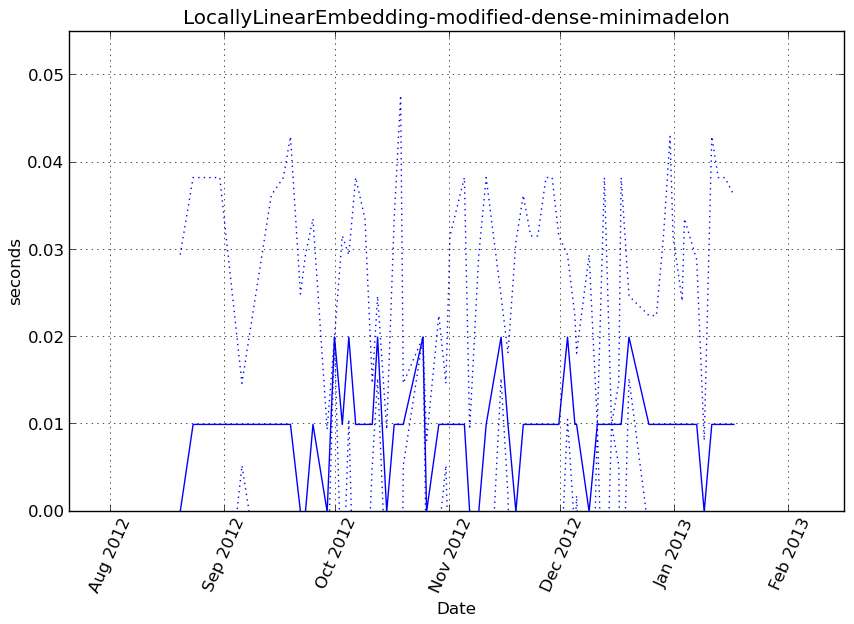 LocallyLinearEmbedding-modified-dense-minimadelon
0.05
0.04
0.03
0.02
0.01
0.00
seconds
Aug 2012
Sep 2012
Oct 2012
Nov 2012
Dec 2012
Jan 2013
Feb 2013
Date